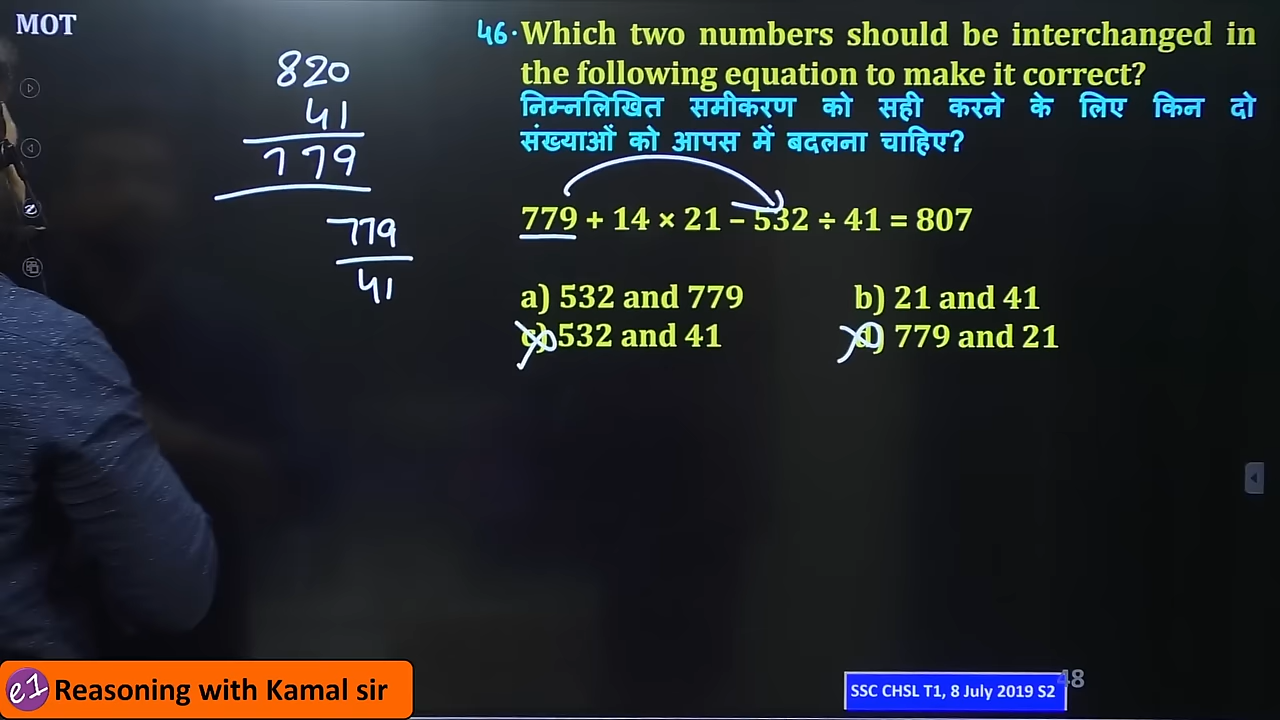 MOT
820
41
779
779
41
46. Which two numbers should be interchanged in
the following equation to make it correct?
निम्नलिखित समीकरण को सही करने के लिए किन दो
संख्याओं को आपस में बदलना चाहिए?
779 + 14 × 21 – 532 ÷ 41 = 807
a) 532 and 779 b) 21 and 41
c) 532 and 41 d) 779 and 21
e1 Reasoning with Kamal sir
SSC CHSL T1, 8 July 2019 S2
48